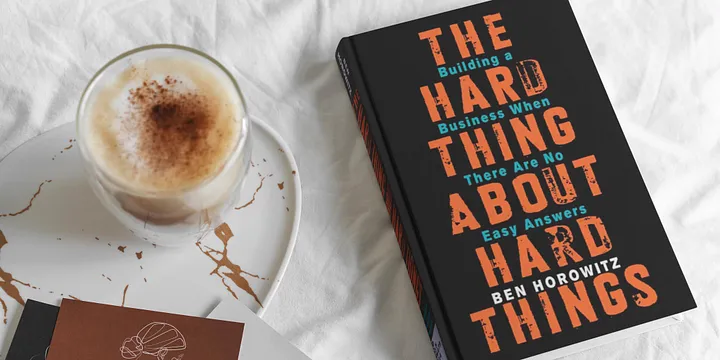 THE
Building a
HARD
Business When
THING
There Are No
ABOUT
Easy Answers
HARD
BEN HOROWITZ
THINGS